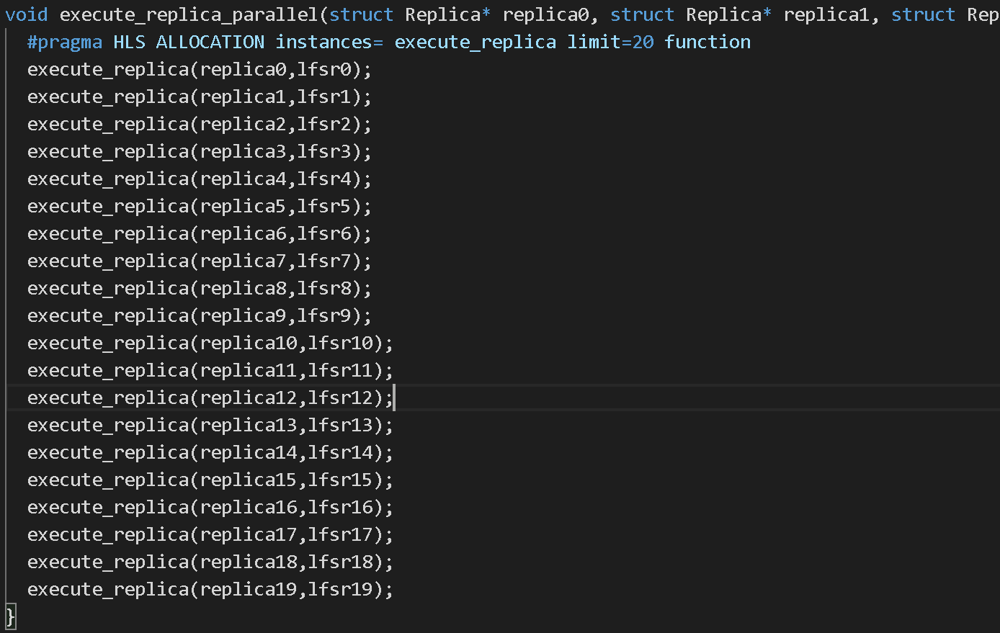 void execute_replica_parallel(struct Replica* replica0, struct Replica* replica1, struct Rep
#pragma HLS ALLOCATION instances= execute_replica limit=20 function
execute_replica(replica0,lfsr0);
execute_replica(replica1,lfsr1);
execute_replica(replica2,lfsr2);
execute_replica(replica3,lfsr3);
execute_replica(replica4,lfsr4);
execute_replica(replica5,lfsr5);
execute_replica(replica6,lfsr6);
execute_replica(replica7,lfsr7);
execute_replica(replica8,lfsr8);
execute_replica(replica9,lfsr9);
execute_replica(replica10,lfsr10);
execute_replica(replica11,lfsr11);
execute_replica(replica12,lfsr12);
execute_replica(replica13,lfsr13);
execute_replica(replica14,lfsr14);
execute_replica(replica15,lfsr15);
execute_replica(replica16,lfsr16);
execute_replica(replica17,lfsr17);
execute_replica(replica18,lfsr18);
execute_replica(replica19,lfsr19);
}